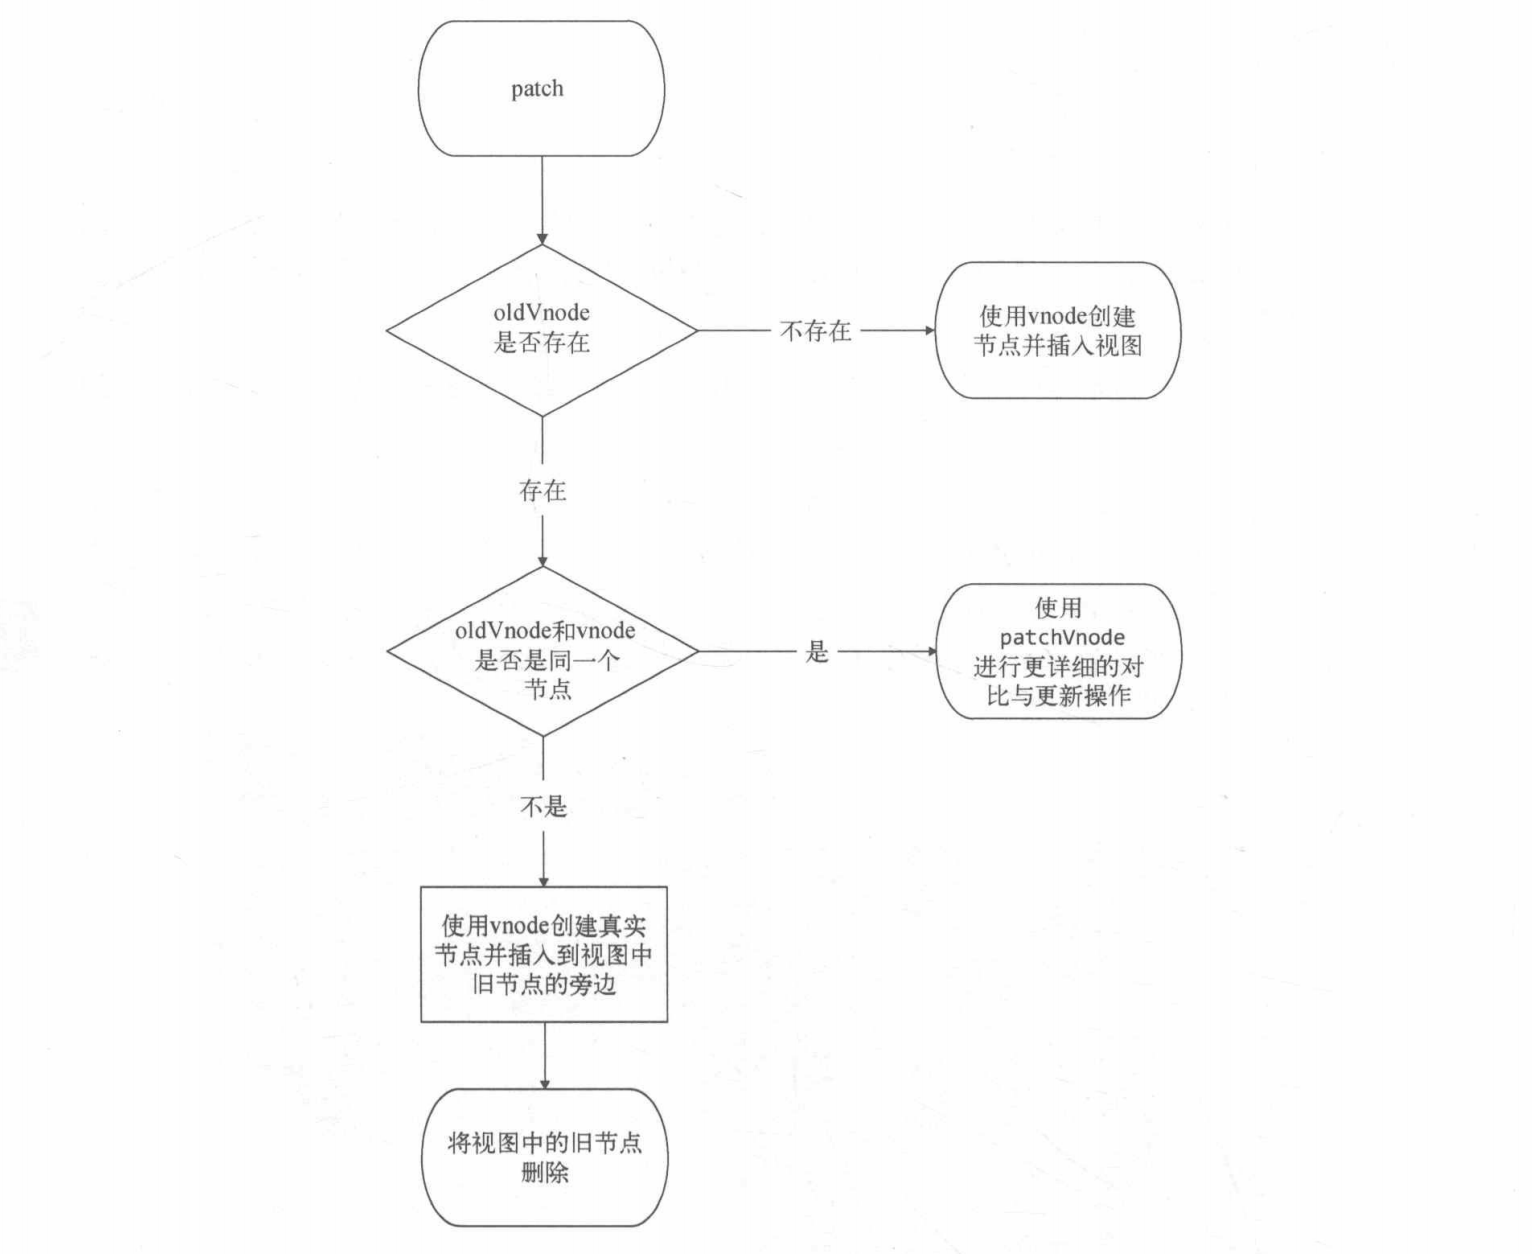 patch
oldVnode
是否存在
不存在
使用vnode创建
节点并插入视图
存在
oldVnode和vnode
是否是同一个
节点
是
使用
patchVnode
进行更详细的对
比与更新操作
不是
使用vnode创建真实
节点并插入到视图中
旧节点的旁边
将视图中的旧节点
删除